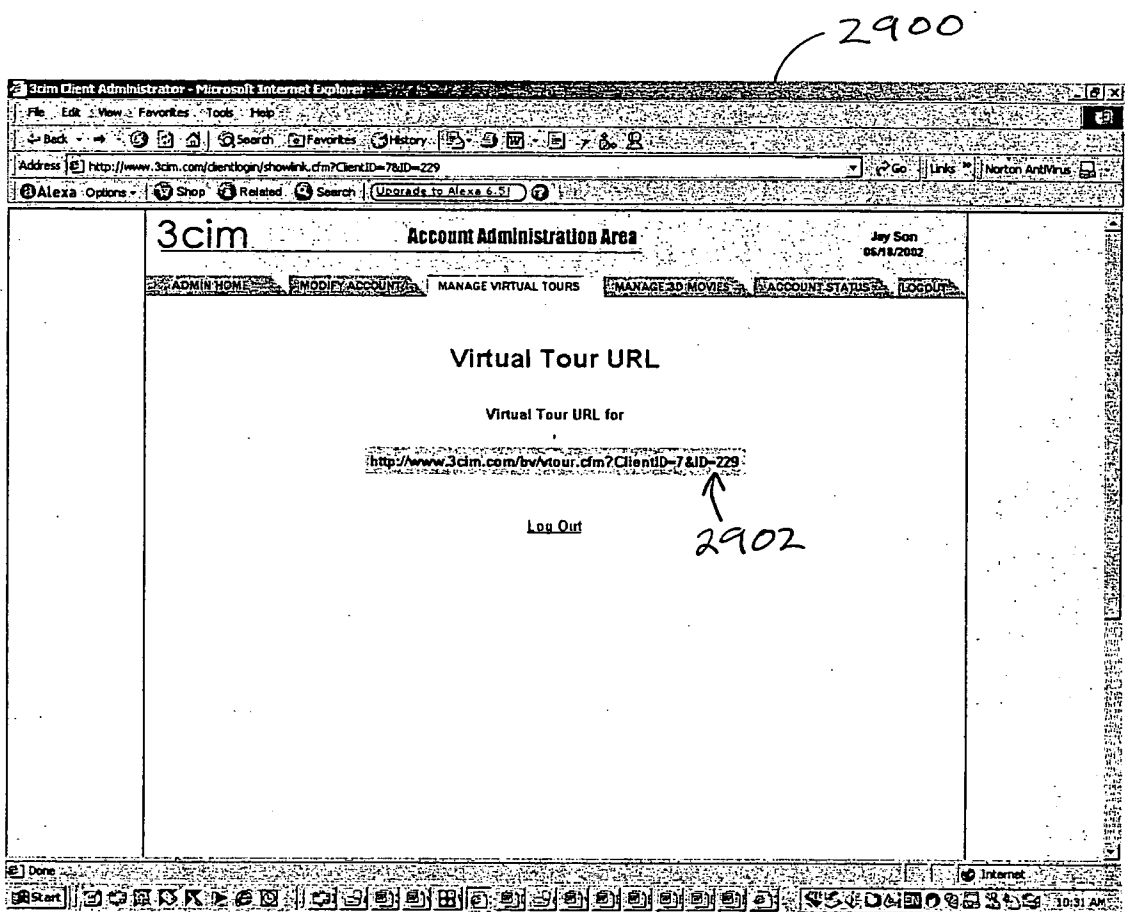 2900
3cim Client Administrator - Microsoft Internet Explorer
File Edit View Favorites Tools Help
Back Search Favorites History
Address http://www.3cim.com/clientlogin/showlink.cfm?ClientID=7&ID=229 Go Links » Norton AntiVirus
Alexa Options Shop Related Search Upgrade to Alexa 6.5!
3cim Account Administration Area Jay Son
06/18/2002
ADMIN HOME MODIFY ACCOUNT MANAGE VIRTUAL TOURS MANAGE 3D MOVIES ACCOUNT STATUS LOGOUT
Virtual Tour URL
Virtual Tour URL for
http://www.3cim.com/bv/vtour.cfm?ClientID=7&ID=229
Log Out
2902
Done Internet
Start 10:31 AM